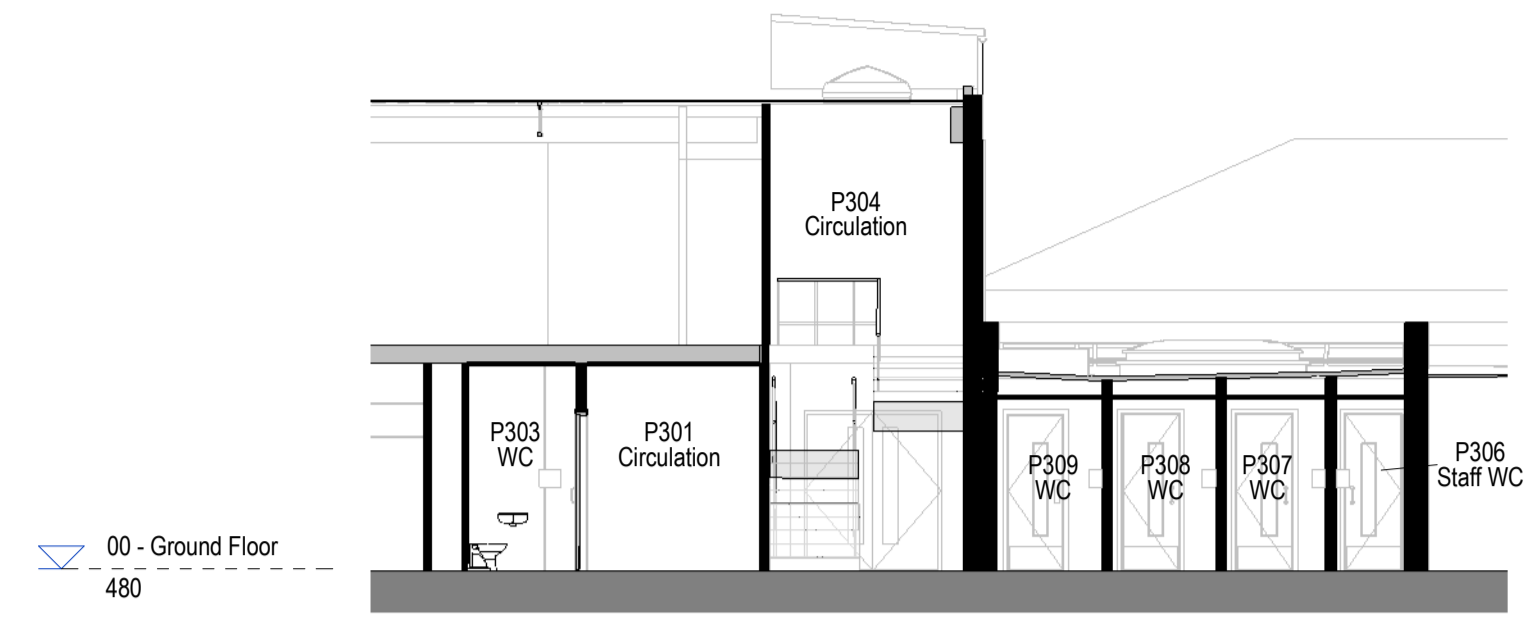 P304
Circulation
P303
WC
P301
Circulation
P309
WC
P308
WC
P307
WC
P306
Staff WC
00 - Ground Floor
480